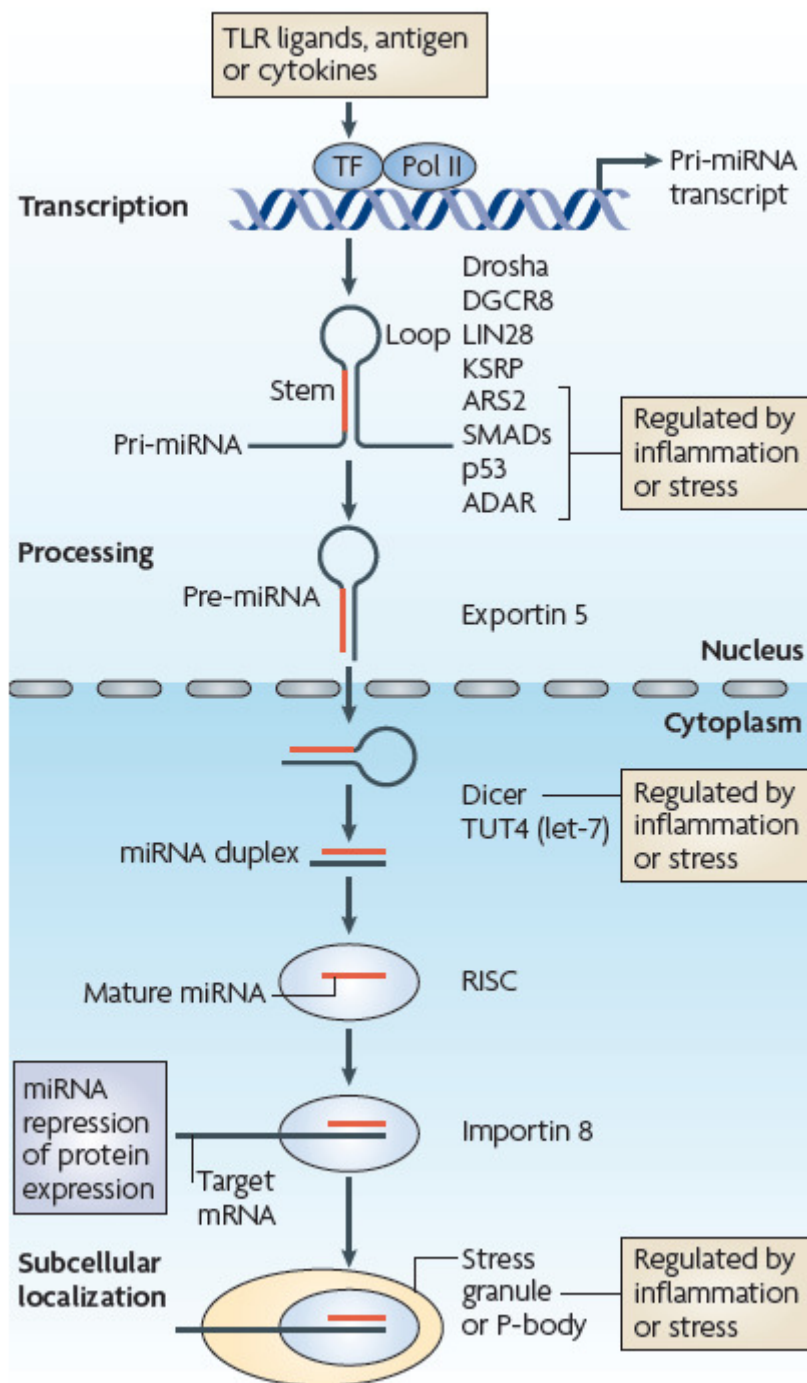 TLR ligands, antigen
or cytokines
TF
Pol II
Pri-miRNA
transcript
Transcription
Drosha
DGCR8
LIN28
KSRP
ARS2
SMADs
p53
ADAR
Loop
Stem
Pri-miRNA
Regulated by
inflammation
or stress
Processing
Pre-miRNA
Exportin 5
Nucleus
Cytoplasm
Dicer
TUT4 (let-7)
Regulated by
inflammation
or stress
miRNA duplex
Mature miRNA
RISC
miRNA
repression
of protein
expression
Importin 8
Target
mRNA
Subcellular
localization
Stress
granule
or P-body
Regulated by
inflammation
or stress